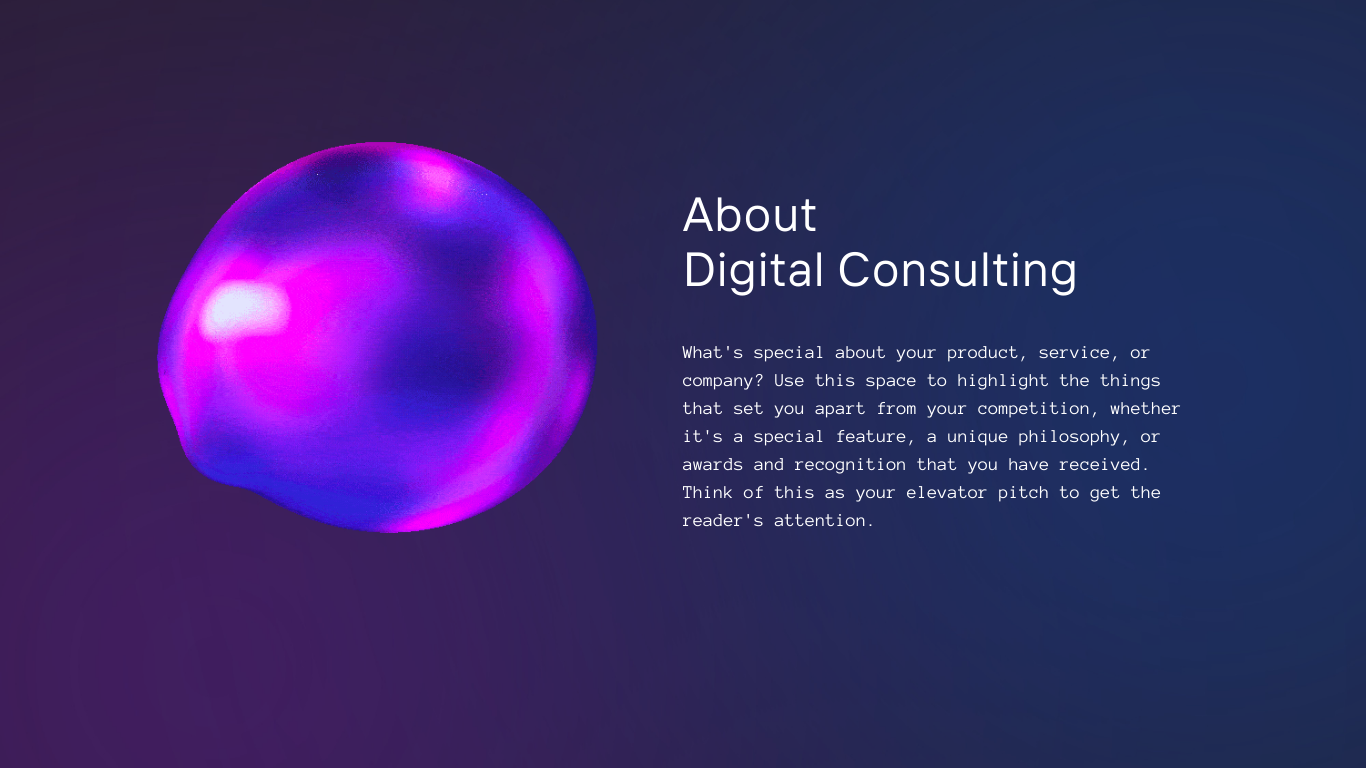 About
Digital Consulting
What's special about your product, service, or
company? Use this space to highlight the things
that set you apart from your competition, whether
it's a special feature, a unique philosophy, or
awards and recognition that you have received.
Think of this as your elevator pitch to get the
reader's attention.